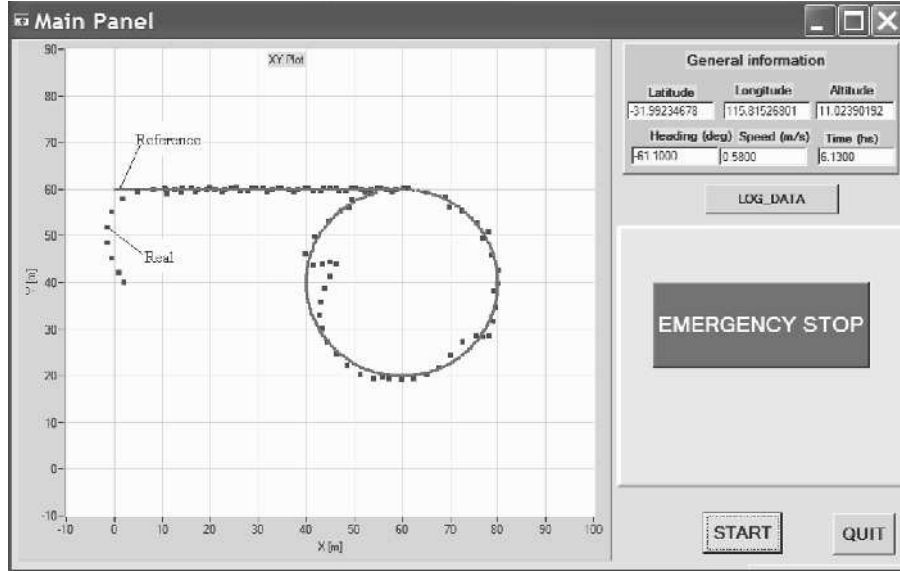 Main Panel
XY Plot
90
80
70
60
50
40
30
20
10
0
-10
Y [m]
Reference
Real
-10 0 10 20 30 40 50 60 70 80 90 100
X [m]
General information
Latitude Longitude Altitude
-31.99234678 115.81526801 11.02390192
Heading (deg) Speed (m/s) Time (hs)
-61.1000 0.5800 6.1300
LOG_DATA
EMERGENCY STOP
START QUIT